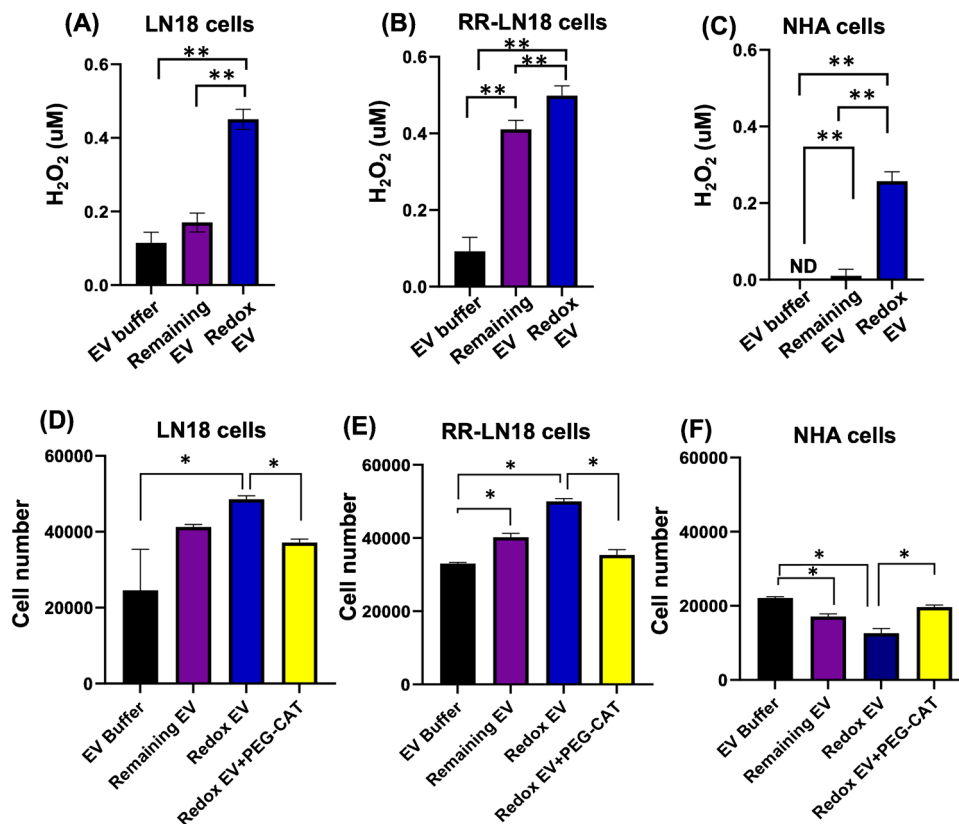 (A) LN18 cells
**
**
0.6
0.4
0.2
0.0
H₂O₂ (uM)
EV buffer
Remaining EV
Redox EV
(B) RR-LN18 cells
**
**
**
0.6
0.4
0.2
0.0
H₂O₂ (uM)
EV buffer
Remaining EV
Redox EV
(C) NHA cells
**
**
**
0.6
0.4
0.2
0.0
H₂O₂ (uM)
ND
EV buffer
Remaining EV
Redox EV
(D) LN18 cells
*
*
60000
40000
20000
0
Cell number
EV Buffer
Remaining EV
Redox EV
Redox EV+PEG-CAT
(E) RR-LN18 cells
*
*
*
60000
40000
20000
0
Cell number
EV Buffer
Remaining EV
Redox EV
Redox EV+PEG-CAT
(F) NHA cells
*
*
*
60000
40000
20000
0
Cell number
EV Buffer
Remaining EV
Redox EV
Redox EV+PEG-CAT